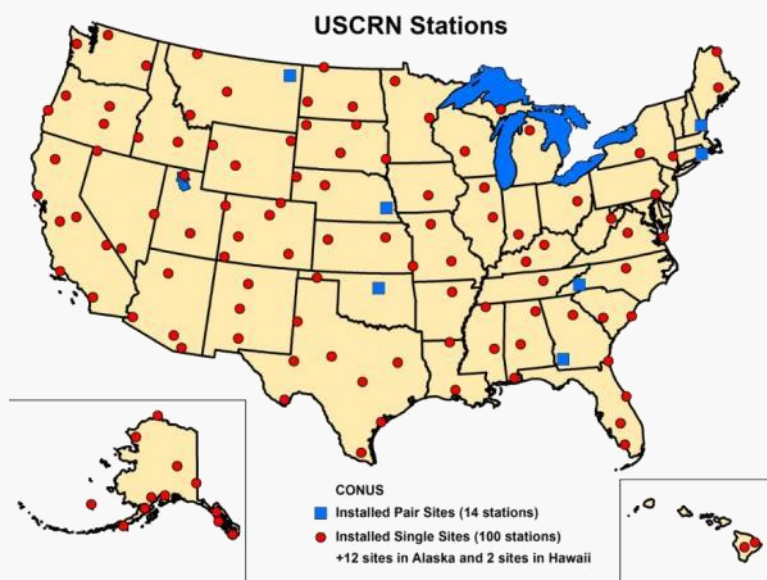 USCRN Stations
CONUS
Installed Pair Sites (14 stations)
Installed Single Sites (100 stations)
+12 sites in Alaska and 2 sites in Hawaii